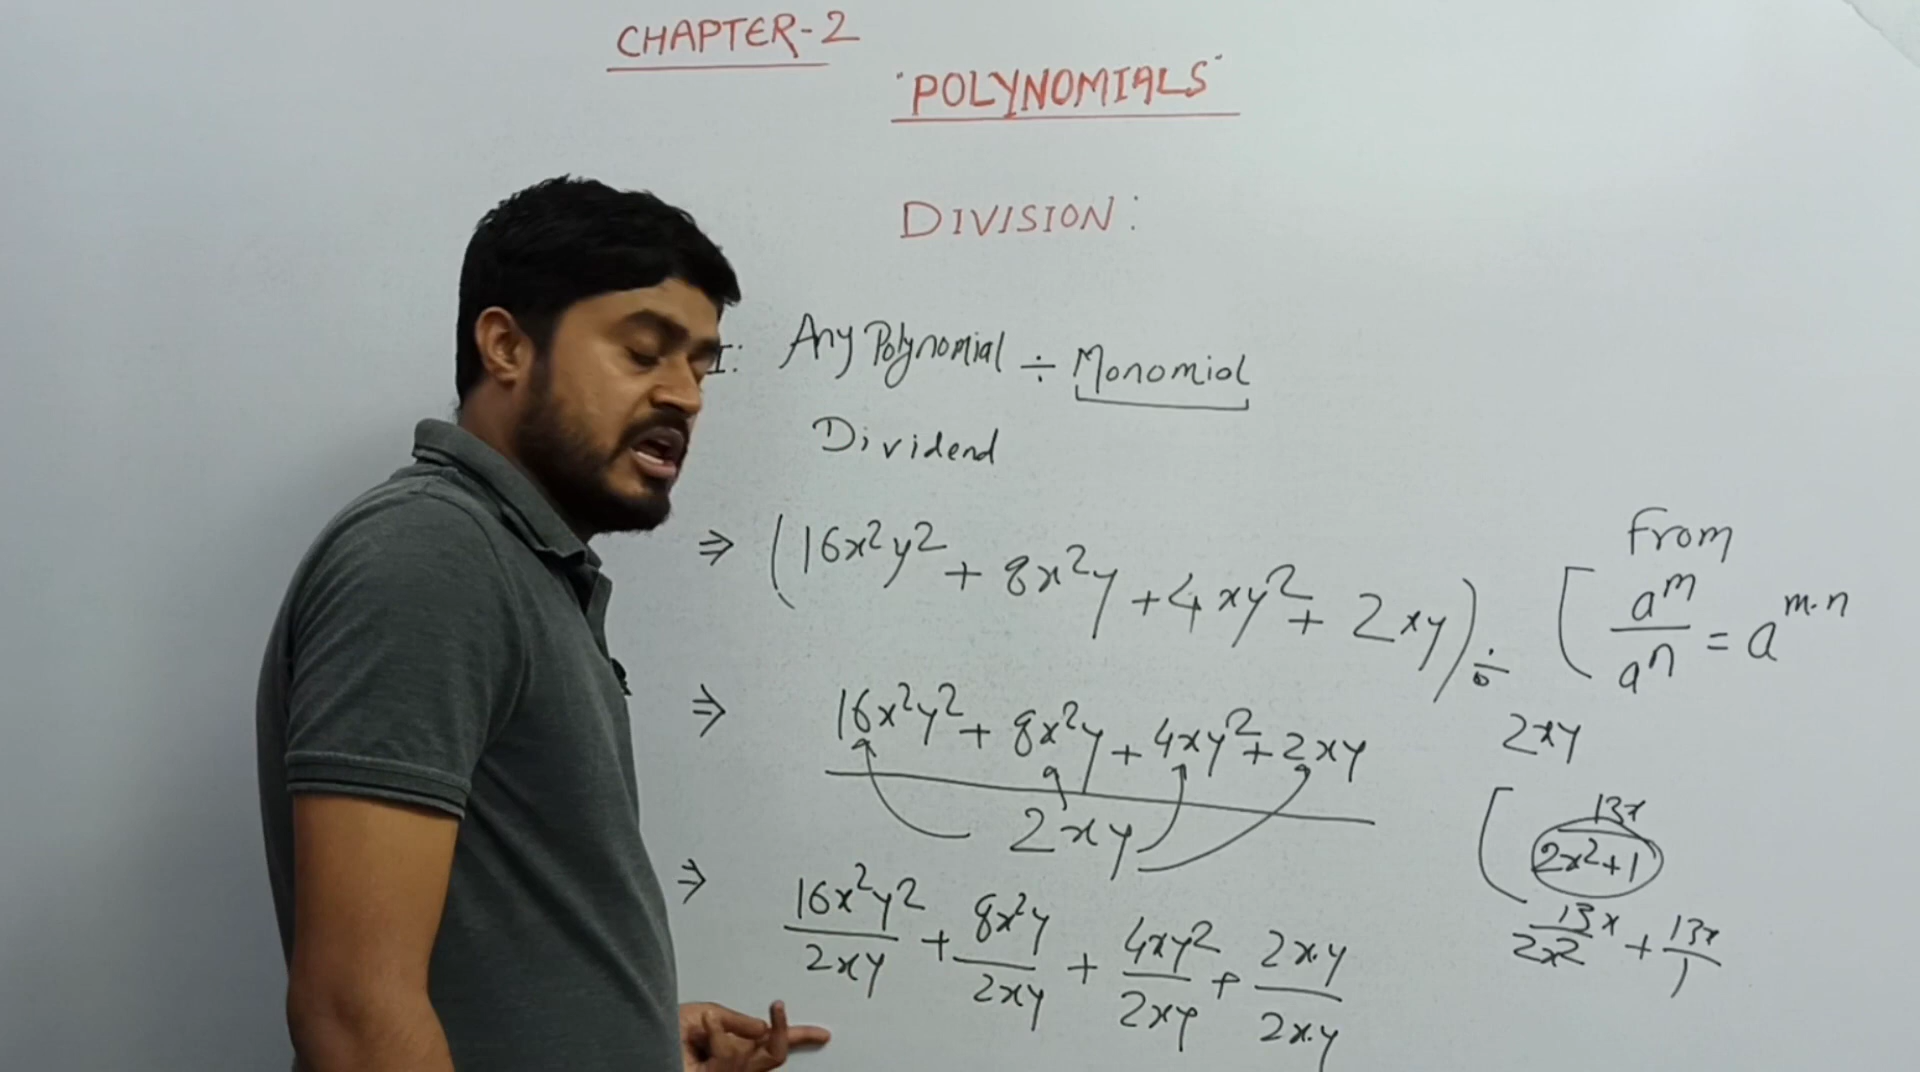 CHAPTER-2
"POLYNOMIALS"
DIVISION:
I: Any Polynomial ÷ Monomial
Dividend
⇒ (16x²y² + 8x²y + 4xy² + 2xy) ÷ 2xy
[From
aᵐ/aⁿ = aᵐ·ⁿ
⇒ 16x²y² + 8x²y + 4xy² + 2xy
2xy
⇒ 16x²y²/2xy + 8x²y/2xy + 4xy²/2xy + 2x.y/2x.y
[13x/2x²+1
13x/2x² + 13x/1